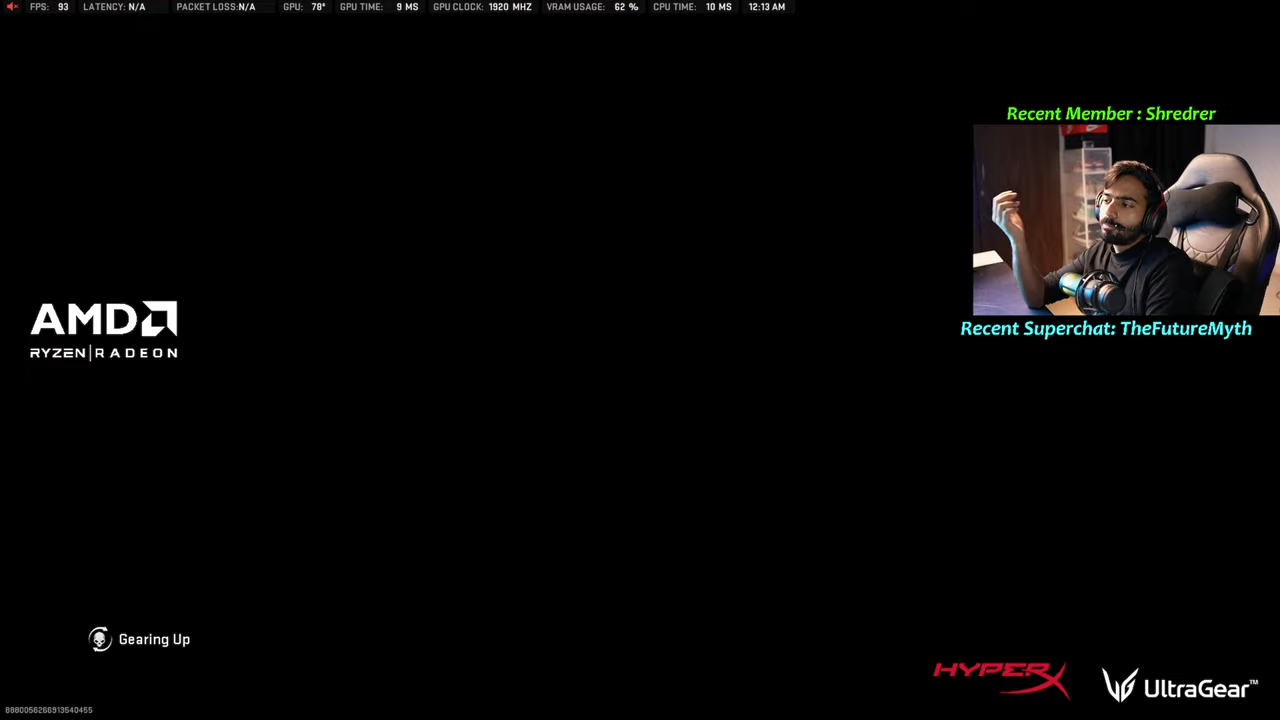 FPS: 93 LATENCY: N/A PACKET LOSS:N/A GPU: 78° GPU TIME: 9 MS GPU CLOCK: 1920 MHZ VRAM USAGE: 62 % CPU TIME: 10 MS 12:13 AM
Recent Member : Shredrer
Recent Superchat: TheFutureMyth
AMD
RYZEN|RADEON
Gearing Up
HYPERX
UltraGear™
8880056266913540455